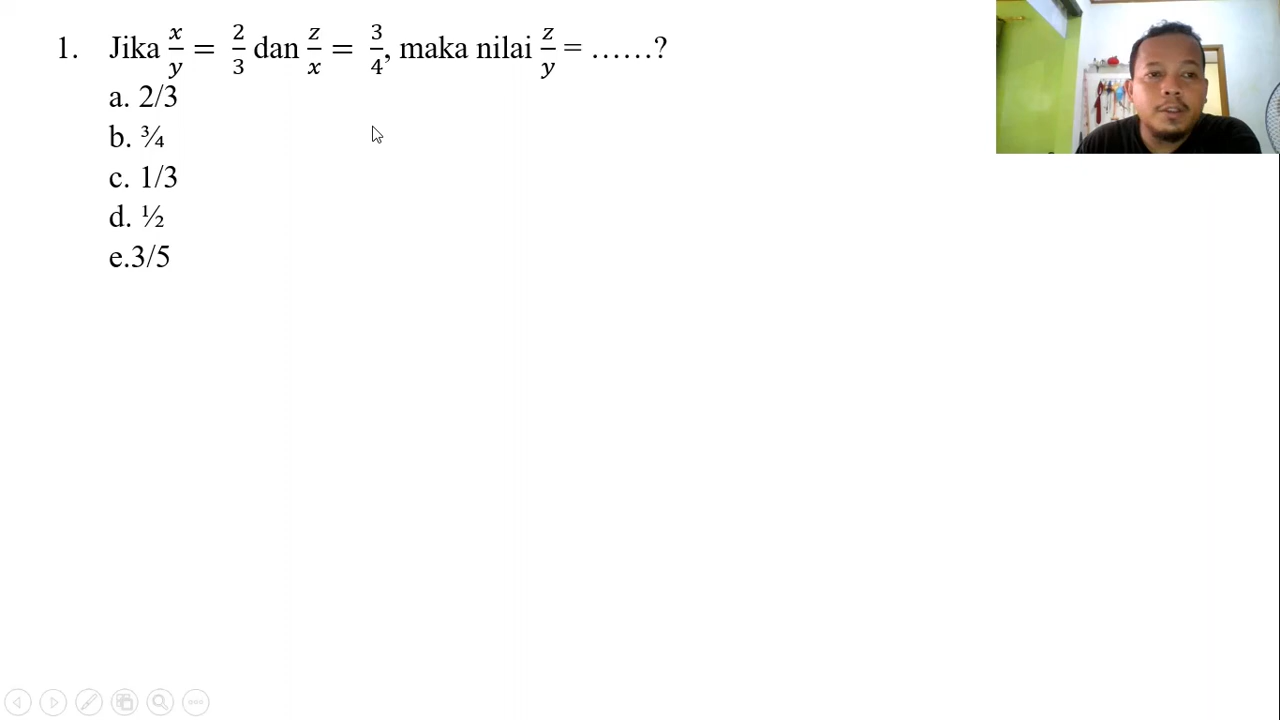 1. Jika x/y = 2/3 dan z/x = 3/4, maka nilai z/y = ……?
a. 2/3
b. ¾
c. 1/3
d. ½
e.3/5